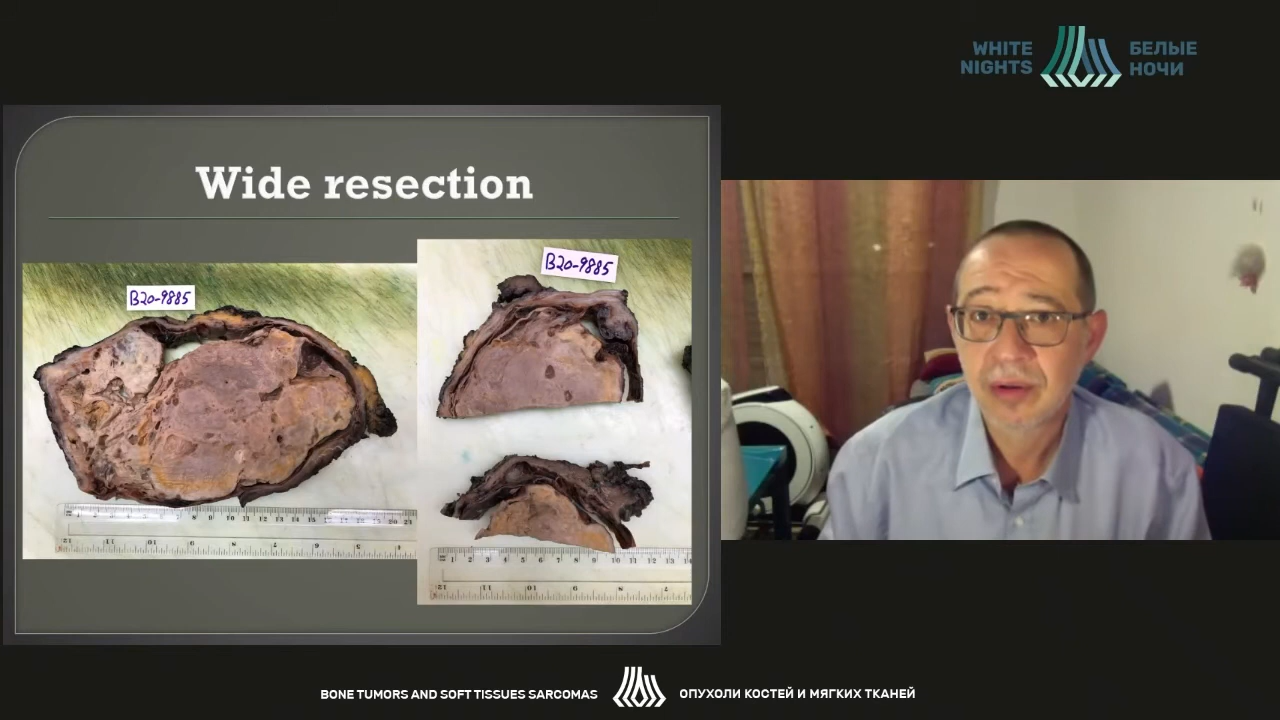 WHITE
NIGHTS
БЕЛЫЕ
НОЧИ
Wide resection
B20-9885
B20-9885
BONE TUMORS AND SOFT TISSUES SARCOMAS
ОПУХОЛИ КОСТЕЙ И МЯГКИХ ТКАНЕЙ